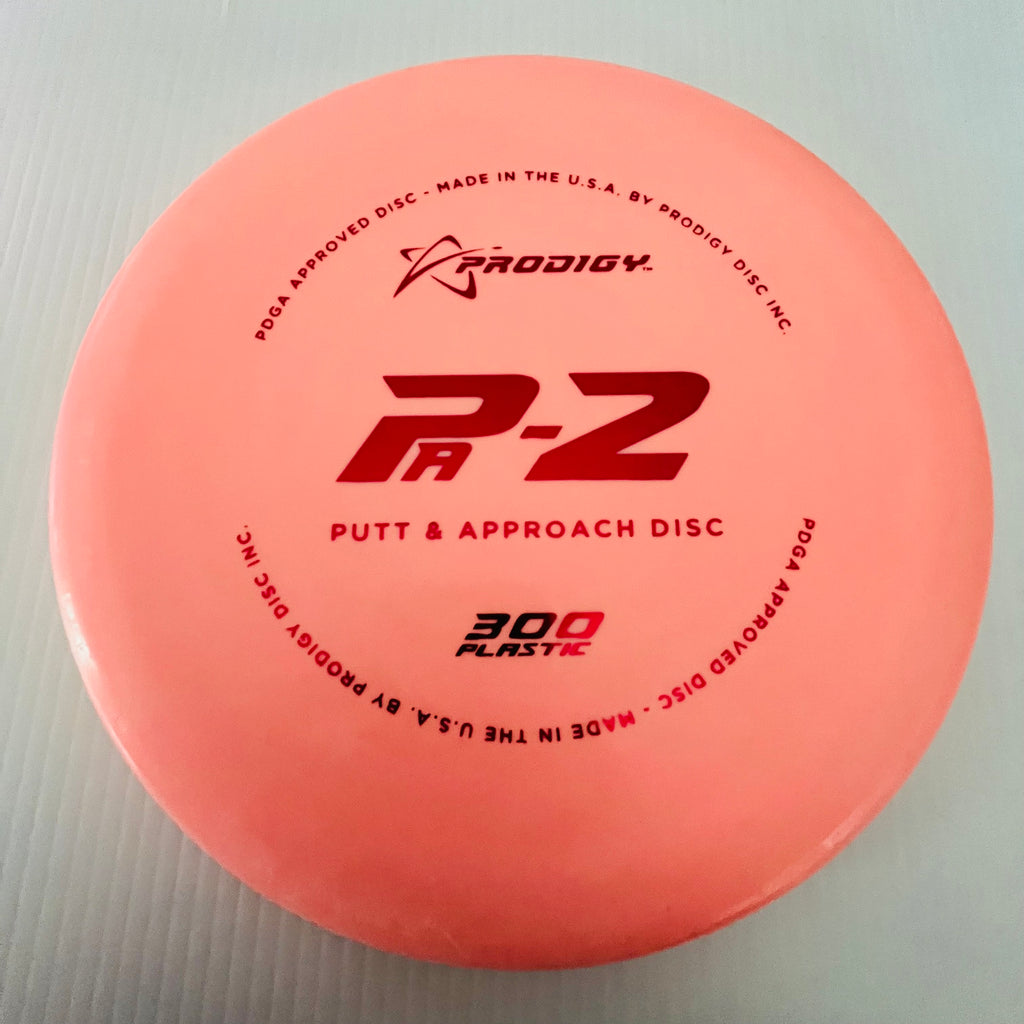 PDGA APPROVED DISC - MADE IN THE U.S.A. BY PRODIGY DISC INC.
PRODIGY™
PA-2
PUTT & APPROACH DISC
300
PLASTIC
PDGA APPROVED DISC - MADE IN THE U.S.A. BY PRODIGY DISC INC.